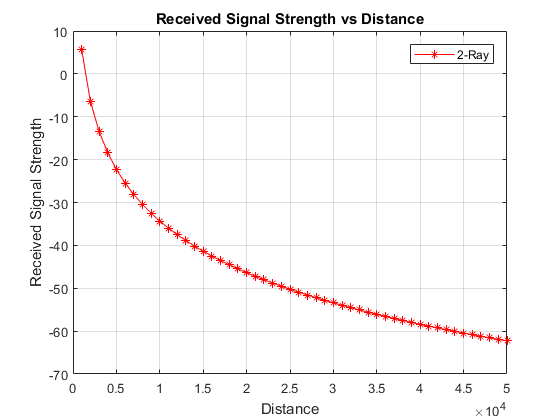 Received Signal Strength vs Distance
10
0
-10
-20
-30
-40
-50
-60
-70
Received Signal Strength
2-Ray
0 0.5 1 1.5 2 2.5 3 3.5 4 4.5 5
×10⁴
Distance